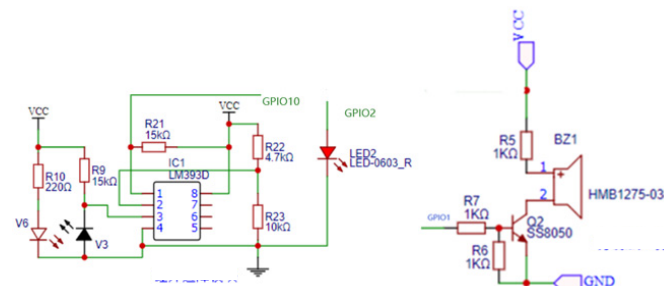 VCC
R10
220Ω
R9
15kΩ
V6
V3
R21
15kΩ
IC1
LM393D
1
2
3
4
8
7
6
5
GPIO10
VCC
R22
4.7kΩ
R23
10kΩ
GPIO2
LED2
LED-0603_R
VCC
R5
1KΩ
BZ1
1
2
HMB1275-03
GPIO1
R7
1KΩ
R6
1KΩ
Q2
SS8050
GND